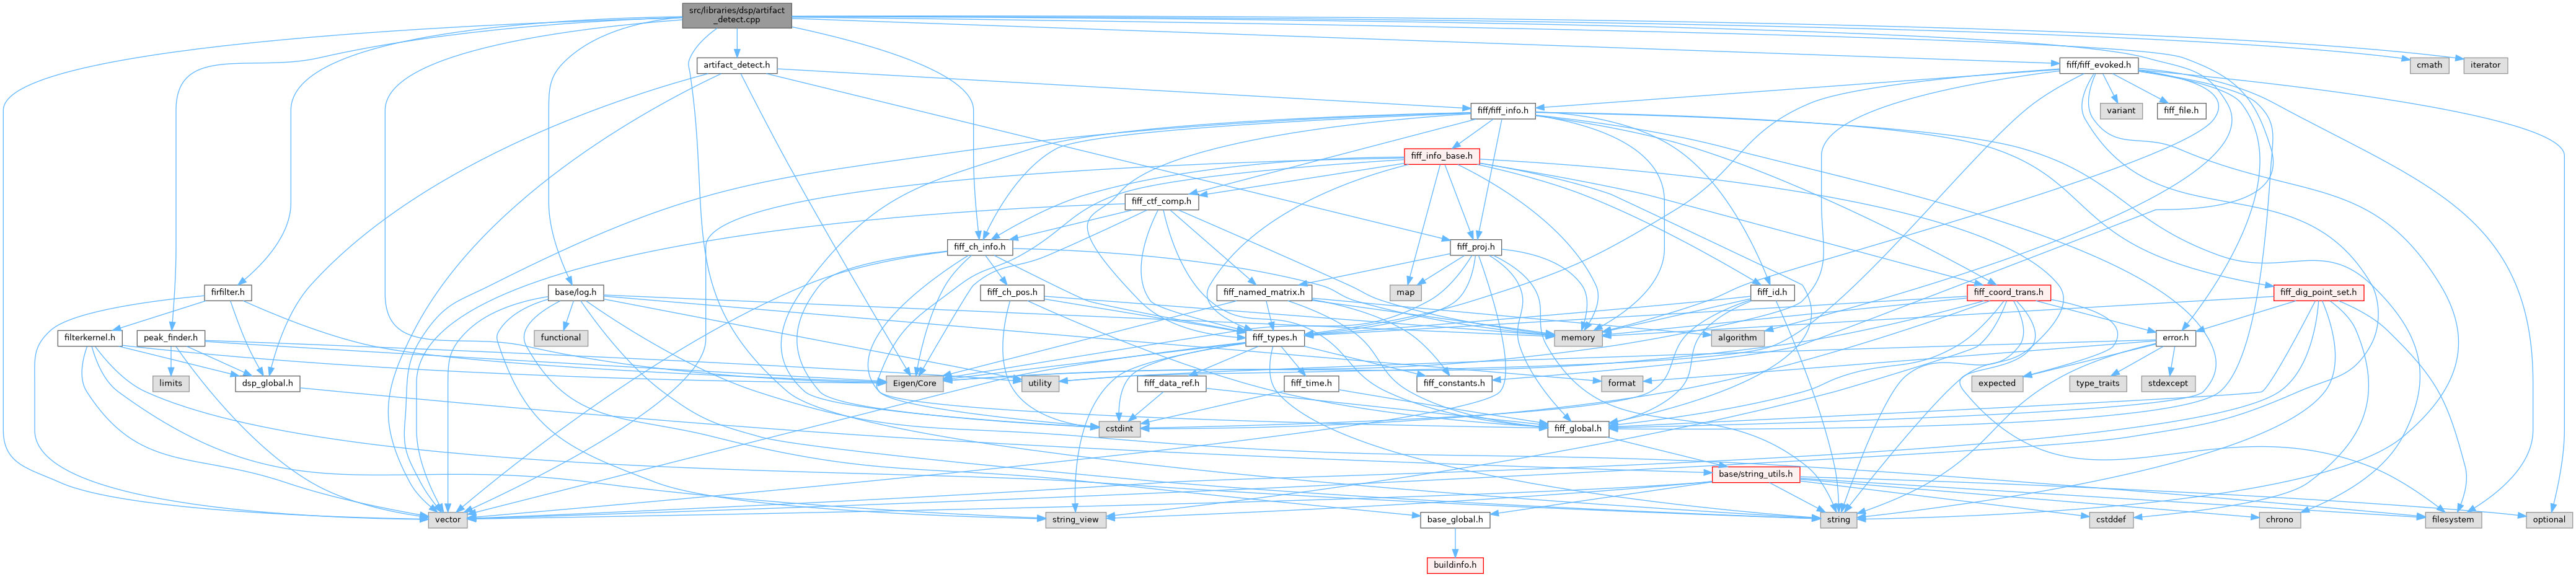 src/libraries/dsp/artifact
_detect.cpp
artifact_detect.h
fiff/fiff_evoked.h
cmath
iterator
fiff/fiff_info.h
variant
fiff_file.h
fiff_info_base.h
fiff_ctf_comp.h
fiff_ch_info.h
fiff_proj.h
firfilter.h
base/log.h
fiff_ch_pos.h
fiff_named_matrix.h
map
fiff_id.h
fiff_coord_trans.h
fiff_dig_point_set.h
filterkernel.h
peak_finder.h
functional
fiff_types.h
memory
algorithm
error.h
limits
dsp_global.h
Eigen/Core
utility
fiff_data_ref.h
fiff_time.h
fiff_constants.h
format
expected
type_traits
stdexcept
cstdint
fiff_global.h
base/string_utils.h
vector
string_view
base_global.h
string
cstddef
chrono
filesystem
optional
buildinfo.h